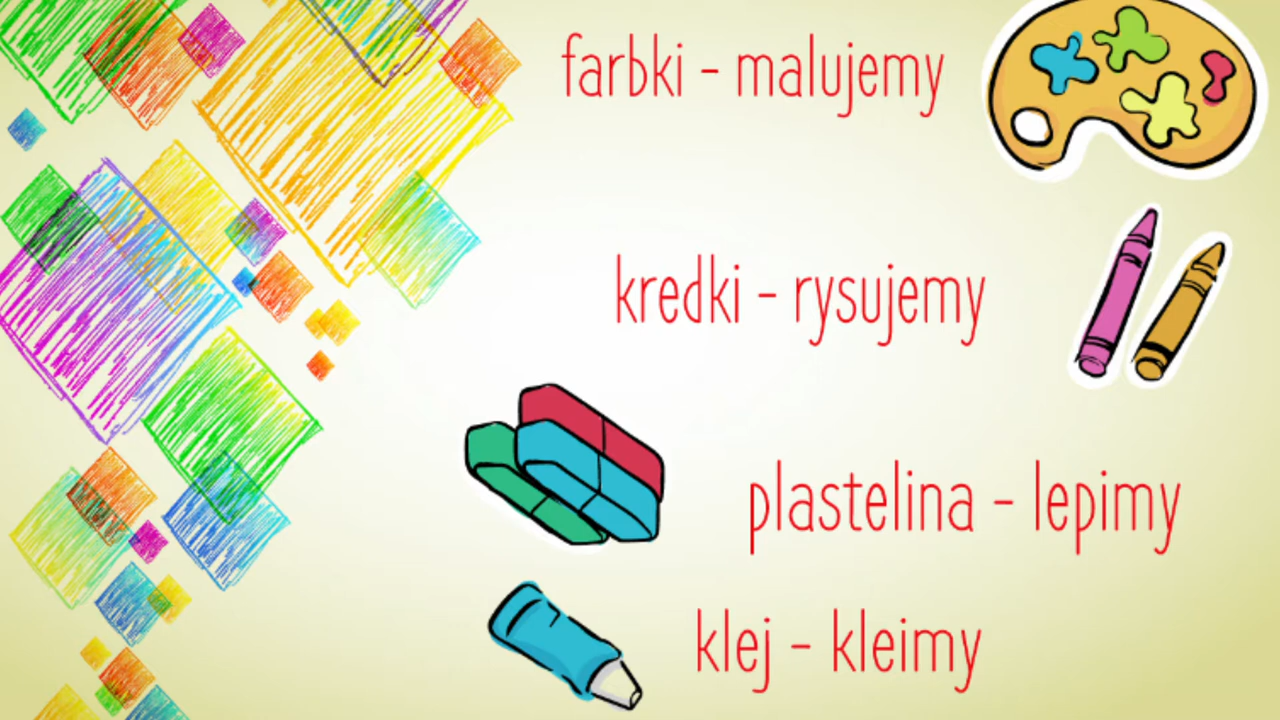 farbki - malujemy
kredki - rysujemy
plastelina - lepimy
klej - kleimy